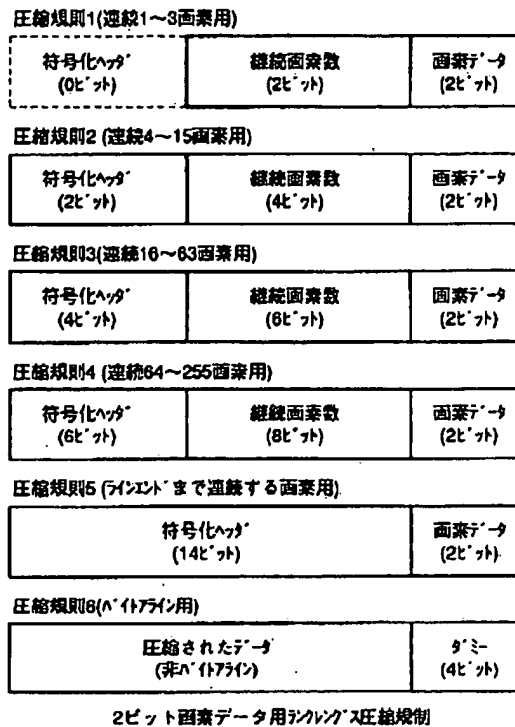 圧縮規則1(連続1～3画素用)
符号化ヘッダ 継続画素数 画素データ
(0ビット) (2ビット) (2ビット)
圧縮規則2 (連続4～15画素用)
符号化ヘッダ 継続画素数 画素データ
(2ビット) (4ビット) (2ビット)
圧縮規則3(連続16～63画素用)
符号化ヘッダ 継続画素数 画素データ
(4ビット) (6ビット) (2ビット)
圧縮規則4 (連続64～255画素用)
符号化ヘッダ 継続画素数 画素データ
(6ビット) (8ビット) (2ビット)
圧縮規則5 (ラインエンドまで連続する画素用)
符号化ヘッダ 画素データ
(14ビット) (2ビット)
圧縮規則6(バイトアライン用)
圧縮されたデータ ダミー
(非バイトアライン) (4ビット)
2ビット画素データ用ランレングス圧縮規制